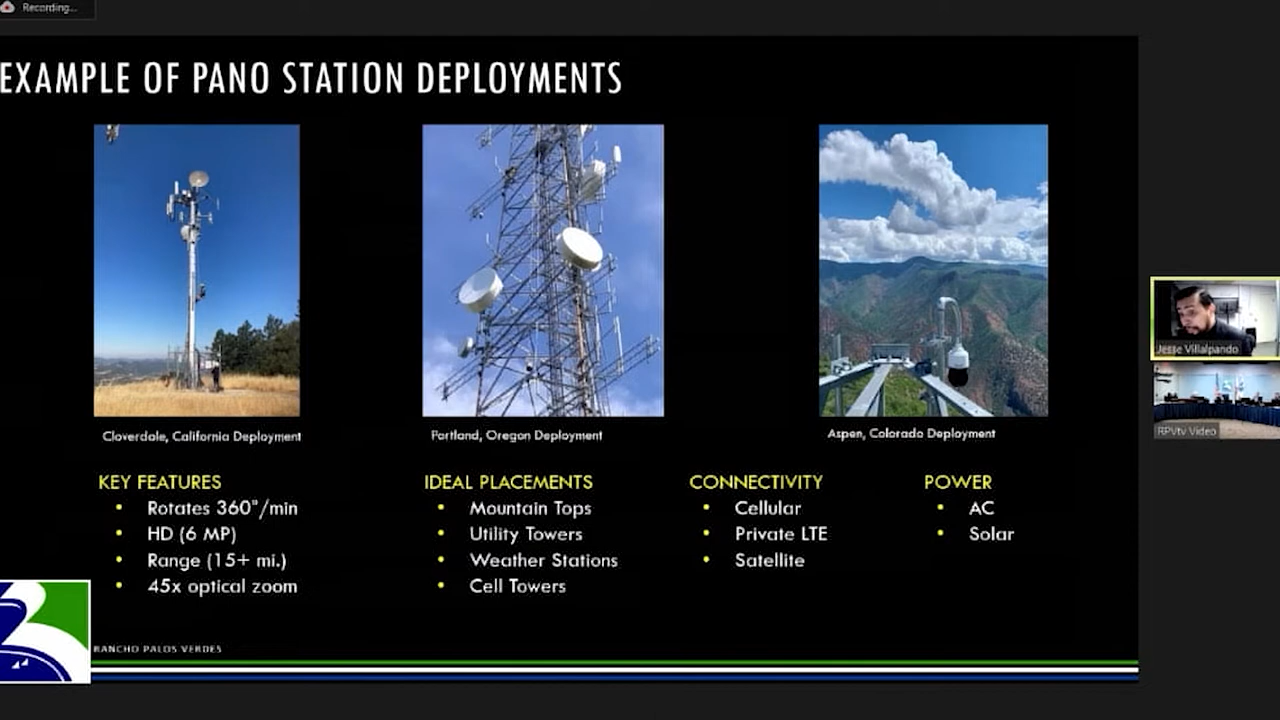 Recording...
EXAMPLE OF PANO STATION DEPLOYMENTS
Cloverdale, California Deployment
Portland, Oregon Deployment
Aspen, Colorado Deployment
KEY FEATURES
• Rotates 360°/min
• HD (6 MP)
• Range (15+ mi.)
• 45x optical zoom
IDEAL PLACEMENTS
• Mountain Tops
• Utility Towers
• Weather Stations
• Cell Towers
CONNECTIVITY
• Cellular
• Private LTE
• Satellite
POWER
• AC
• Solar
RANCHO PALOS VERDES
Jesse Villalpando
RPVtv Video